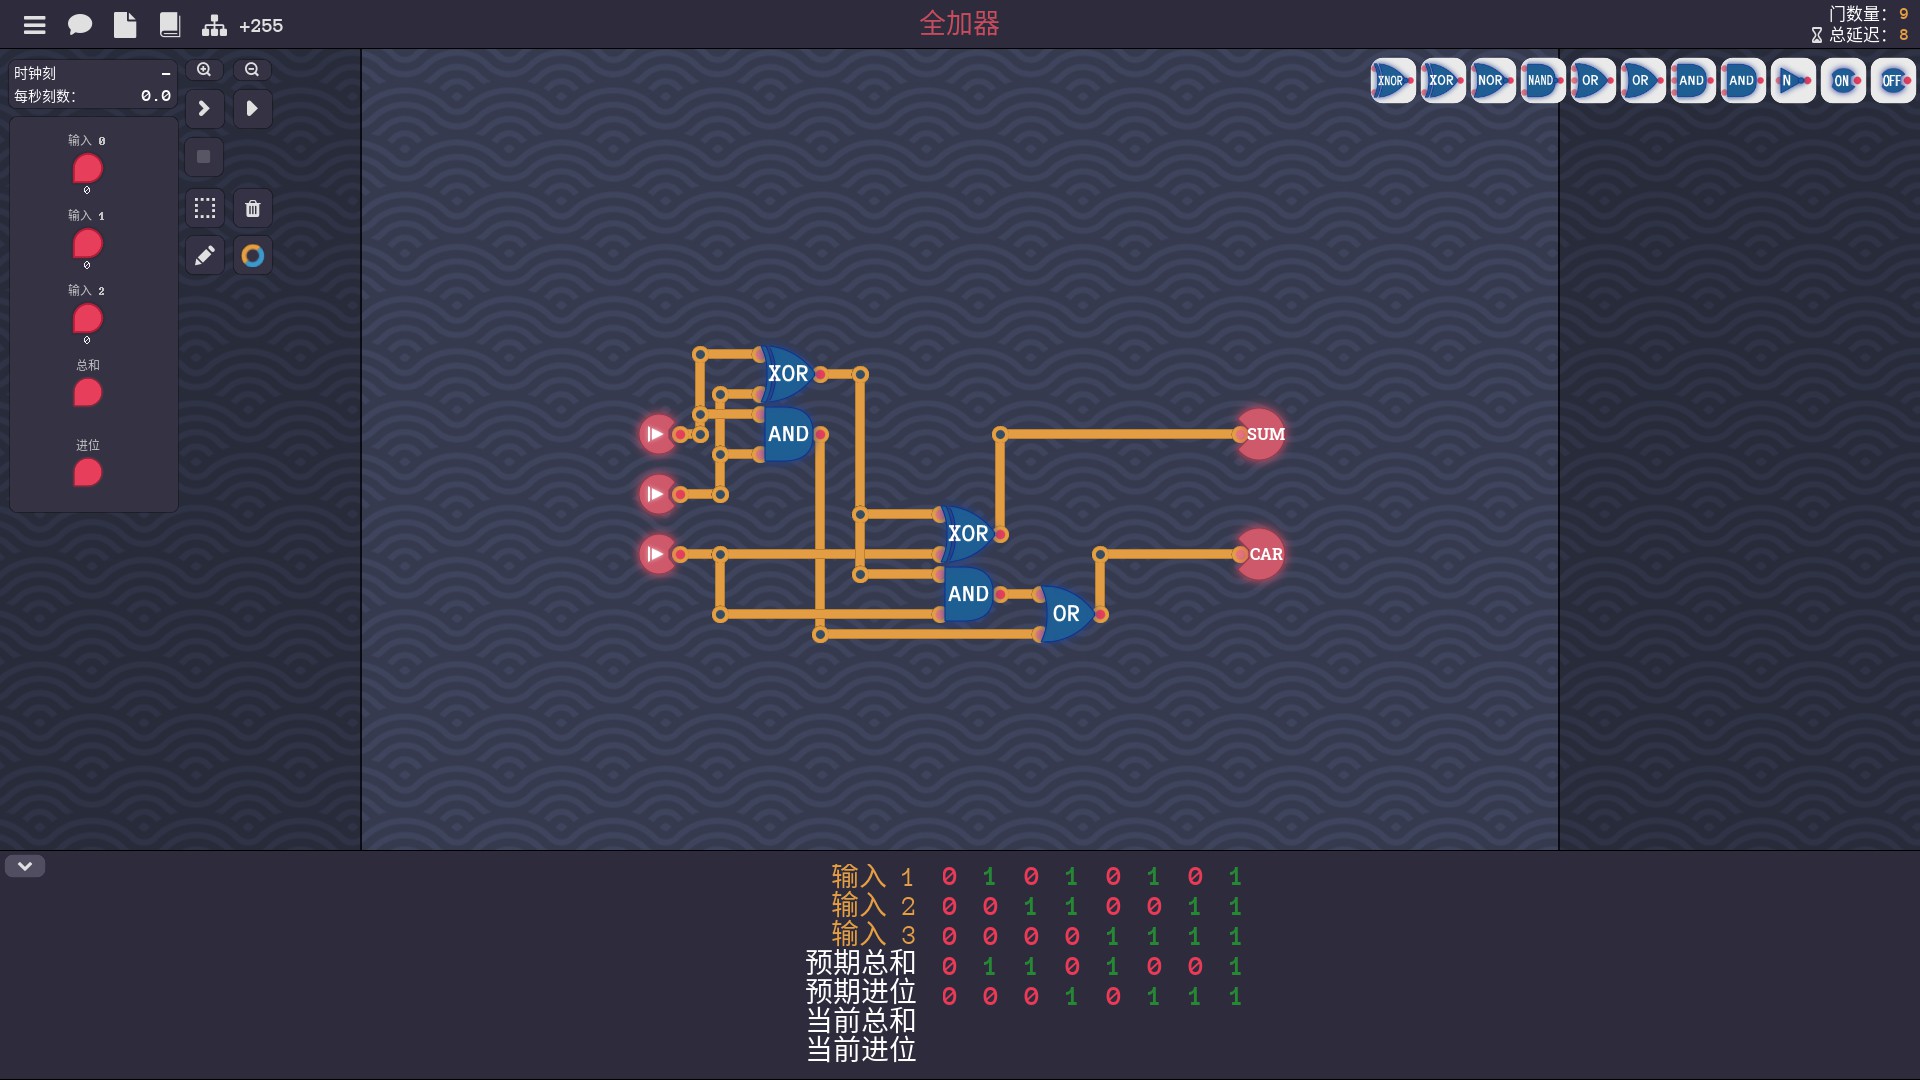 +255
全加器
门数量: 9
总延迟: 8
时钟刻 –
每秒刻数: 0.0
XNOR XOR NOR NAND OR OR AND AND N ON OFF
输入 0
0
输入 1
0
输入 2
0
总和
进位
XOR
AND
SUM
XOR
CAR
AND
OR
输入 1 0 1 0 1 0 1 0 1
输入 2 0 0 1 1 0 0 1 1
输入 3 0 0 0 0 1 1 1 1
预期总和 0 1 1 0 1 0 0 1
预期进位 0 0 0 1 0 1 1 1
当前总和
当前进位